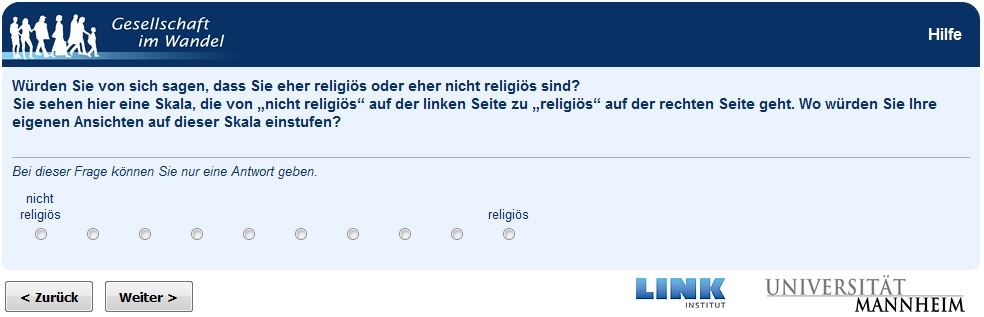 Gesellschaft
im Wandel
Hilfe
Würden Sie von sich sagen, dass Sie eher religiös oder eher nicht religiös sind?
Sie sehen hier eine Skala, die von „nicht religiös“ auf der linken Seite zu „religiös“ auf der rechten Seite geht. Wo würden Sie Ihre
eigenen Ansichten auf dieser Skala einstufen?
Bei dieser Frage können Sie nur eine Antwort geben.
nicht
religiös
religiös
< Zurück
Weiter >
LINK
INSTITUT
UNIVERSITÄT
MANNHEIM